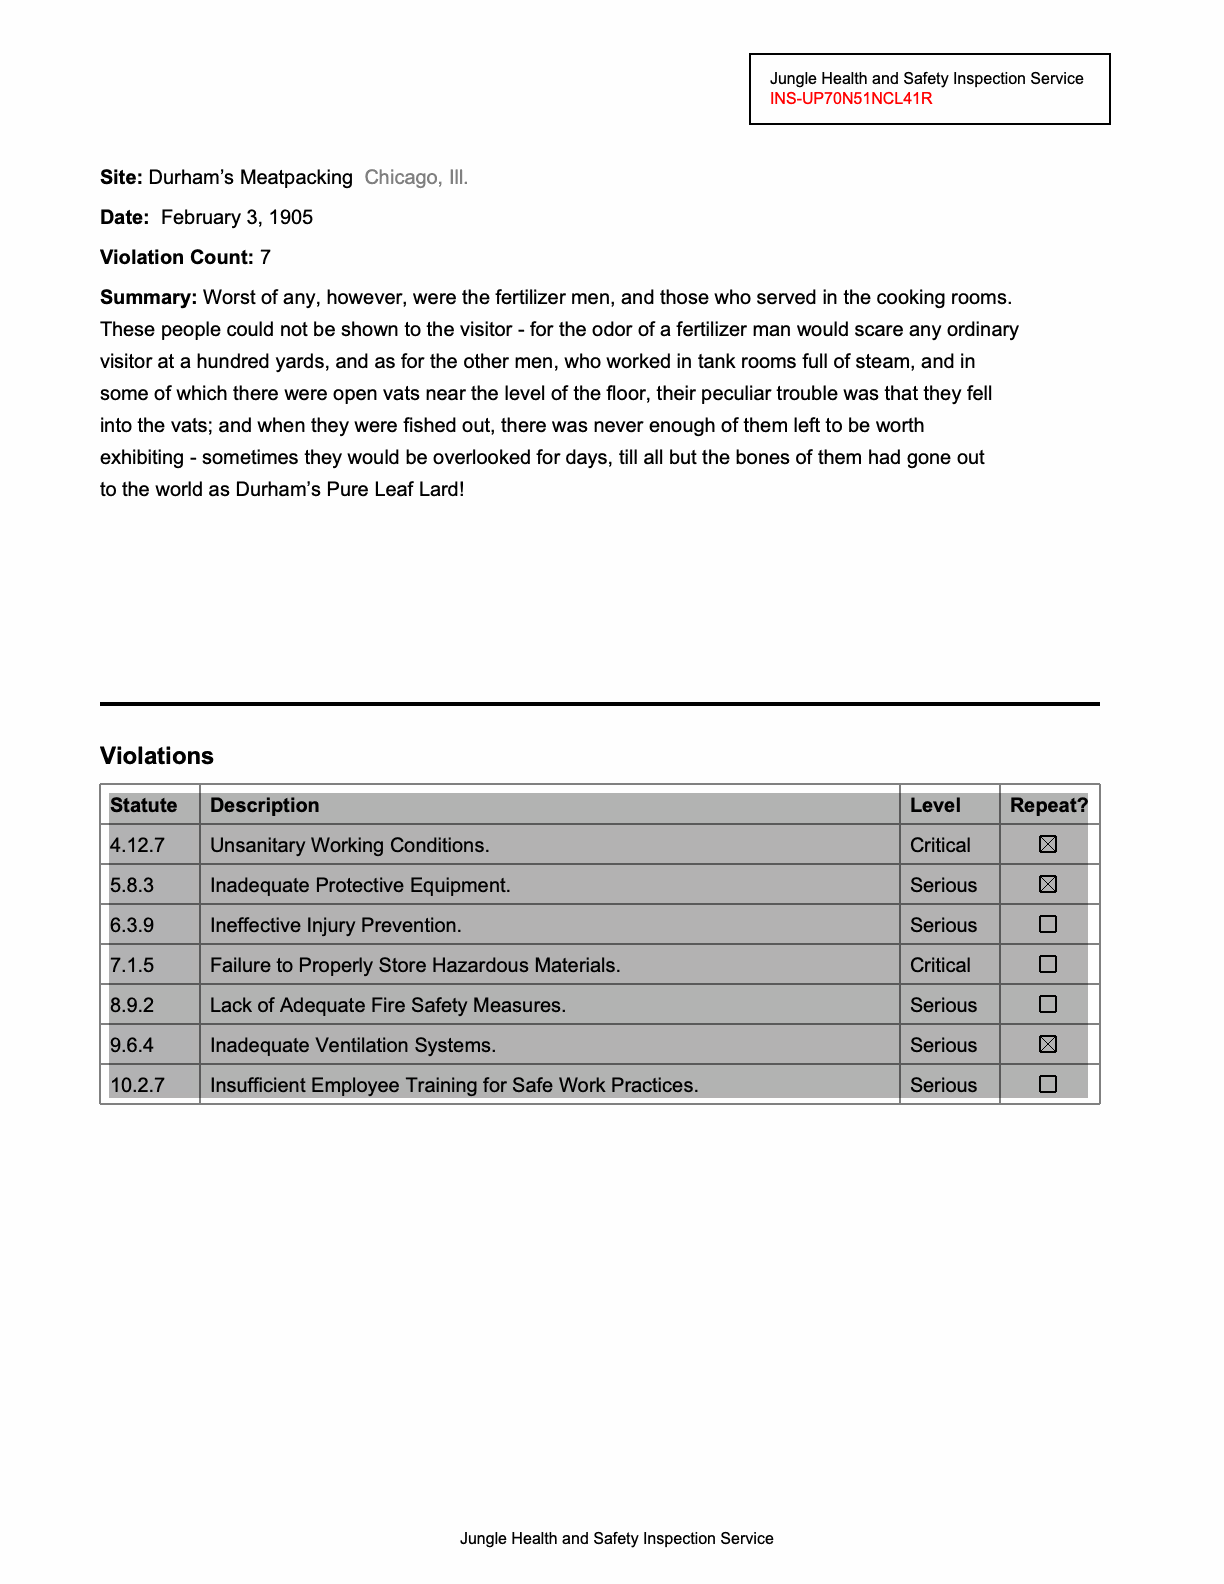 Jungle Health and Safety Inspection Service
INS-UP70N51NCL41R
Site: Durham’s Meatpacking Chicago, Ill.
Date: February 3, 1905
Violation Count: 7
Summary: Worst of any, however, were the fertilizer men, and those who served in the cooking rooms.
These people could not be shown to the visitor - for the odor of a fertilizer man would scare any ordinary
visitor at a hundred yards, and as for the other men, who worked in tank rooms full of steam, and in
some of which there were open vats near the level of the floor, their peculiar trouble was that they fell
into the vats; and when they were fished out, there was never enough of them left to be worth
exhibiting - sometimes they would be overlooked for days, till all but the bones of them had gone out
to the world as Durham’s Pure Leaf Lard!
Violations
Statute Description Level Repeat?
4.12.7 Unsanitary Working Conditions. Critical ☒
5.8.3 Inadequate Protective Equipment. Serious ☒
6.3.9 Ineffective Injury Prevention. Serious ☐
7.1.5 Failure to Properly Store Hazardous Materials. Critical ☐
8.9.2 Lack of Adequate Fire Safety Measures. Serious ☐
9.6.4 Inadequate Ventilation Systems. Serious ☒
10.2.7 Insufficient Employee Training for Safe Work Practices. Serious ☐
Jungle Health and Safety Inspection Service